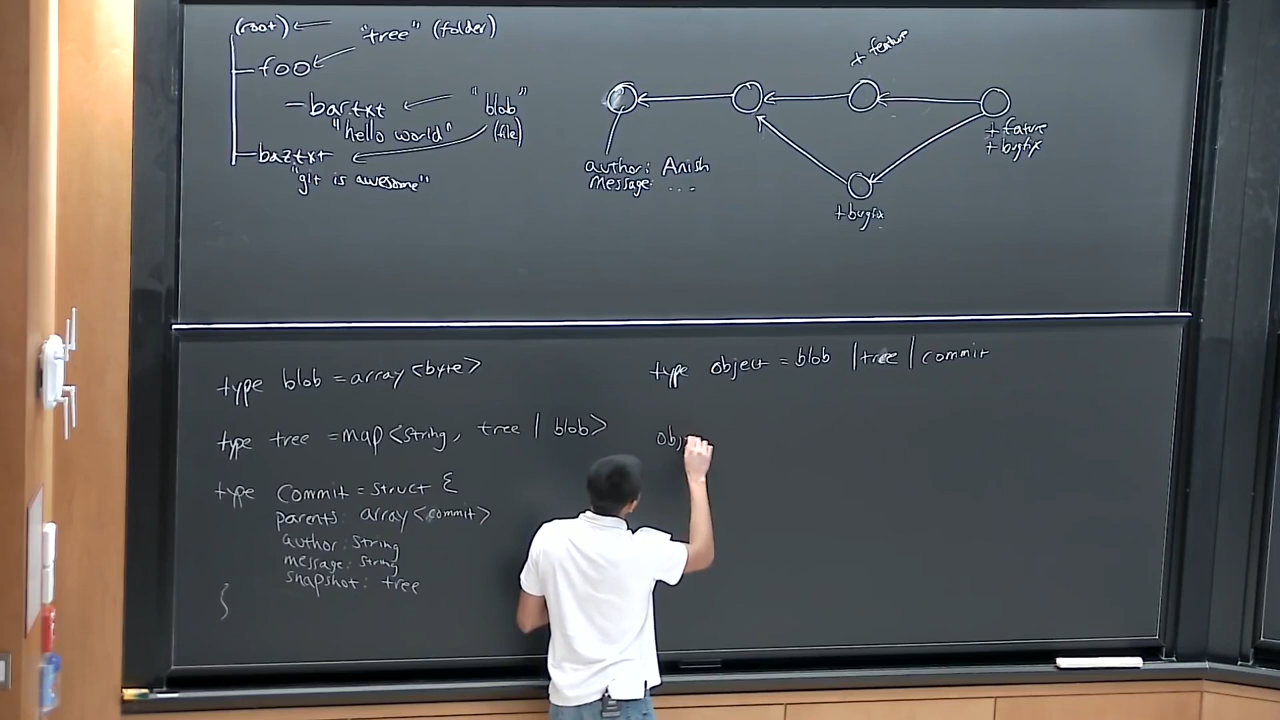 (root)
"tree" (folder)
foo
bar.txt
"blob"
(file)
"hello world"
baz.txt
"git is awesome"
+ feature
+ feature
+ bugfix
author: Anish
message: ...
+ bugfix
type blob = array<byte>
type tree = map<string, tree | blob>
type commit = struct {
parents: array<commit>
author: string
message: string
snapshot: tree
}
type object = blob | tree | commit
obj